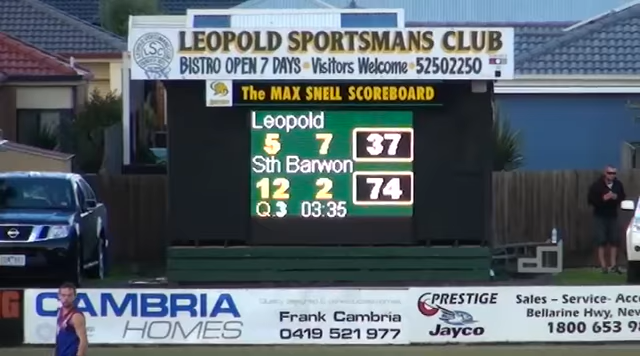 LEOPOLD SPORTSMANS CLUB
LSC
BISTRO OPEN 7 DAYS • Visitors Welcome • 52502250
The MAX SNELL SCOREBOARD
Leopold
5 7 37
Sth Barwon
12 2 74
Q.3 03:35
CAMBRIA
HOMES
Frank Cambria
0419 521 977
PRESTIGE
Jayco
Sales - Service- Acc
Bellarine Hwy, New
1800 653 9